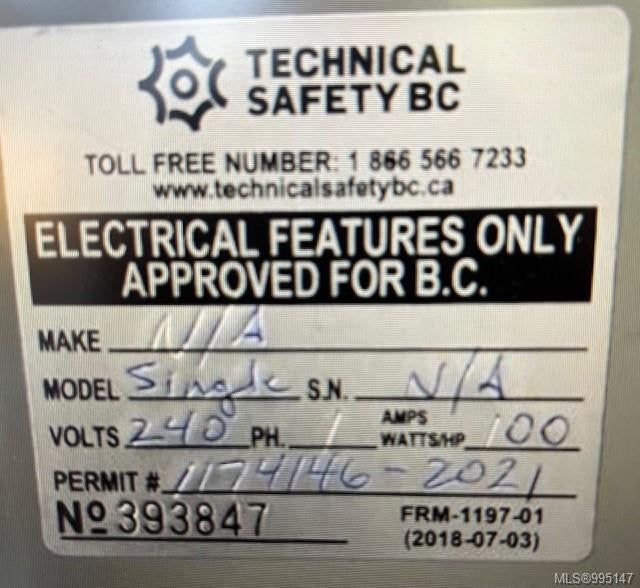 TECHNICAL
SAFETY BC
TOLL FREE NUMBER: 1 866 566 7233
www.technicalsafetybc.ca
ELECTRICAL FEATURES ONLY
APPROVED FOR B.C.
MAKE N/A
MODEL Single S.N. N/A
VOLTS 240 PH. 1 AMPS WATTS/HP 100
PERMIT # 1174146-2021
Nº 393847 FRM-1197-01
(2018-07-03)
MLS®995147